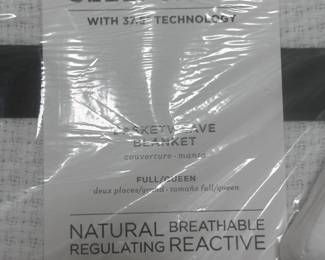 WITH 37.5° TECHNOLOGY
BASKETWEAVE
BLANKET
couverture · manta
FULL/QUEEN
deux places/grand · tamaño full/queen
NATURAL BREATHABLE
REGULATING REACTIVE